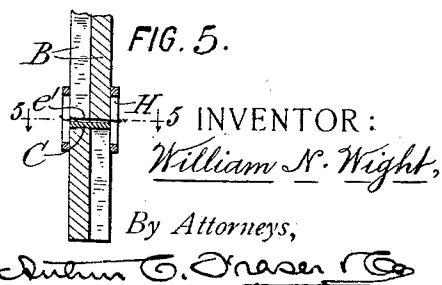 B FIG. 5.
e' H
5 5 INVENTOR:
C William N. Wight,
By Attorneys,
Arthur C. Fraser & Co